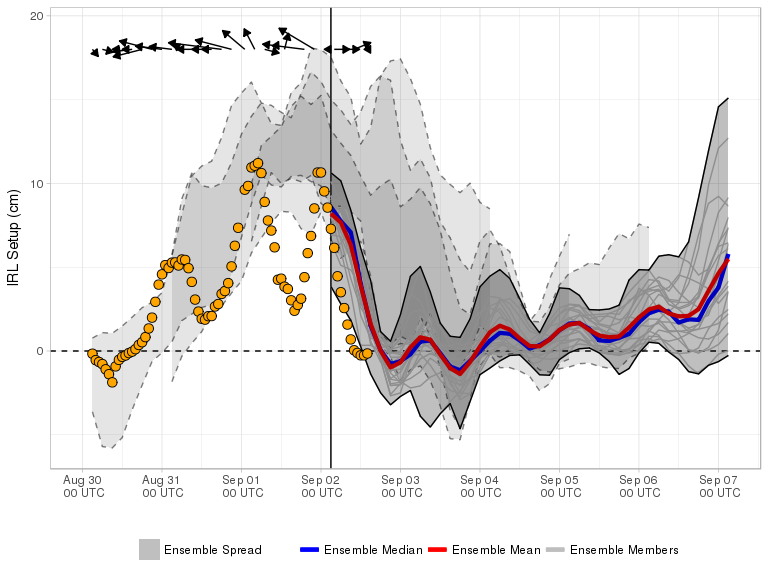 20
10
0
IRL Setup (cm)
Aug 30 Aug 31 Sep 01 Sep 02 Sep 03 Sep 04 Sep 05 Sep 06 Sep 07
00 UTC 00 UTC 00 UTC 00 UTC 00 UTC 00 UTC 00 UTC 00 UTC 00 UTC
Ensemble Spread Ensemble Median Ensemble Mean Ensemble Members